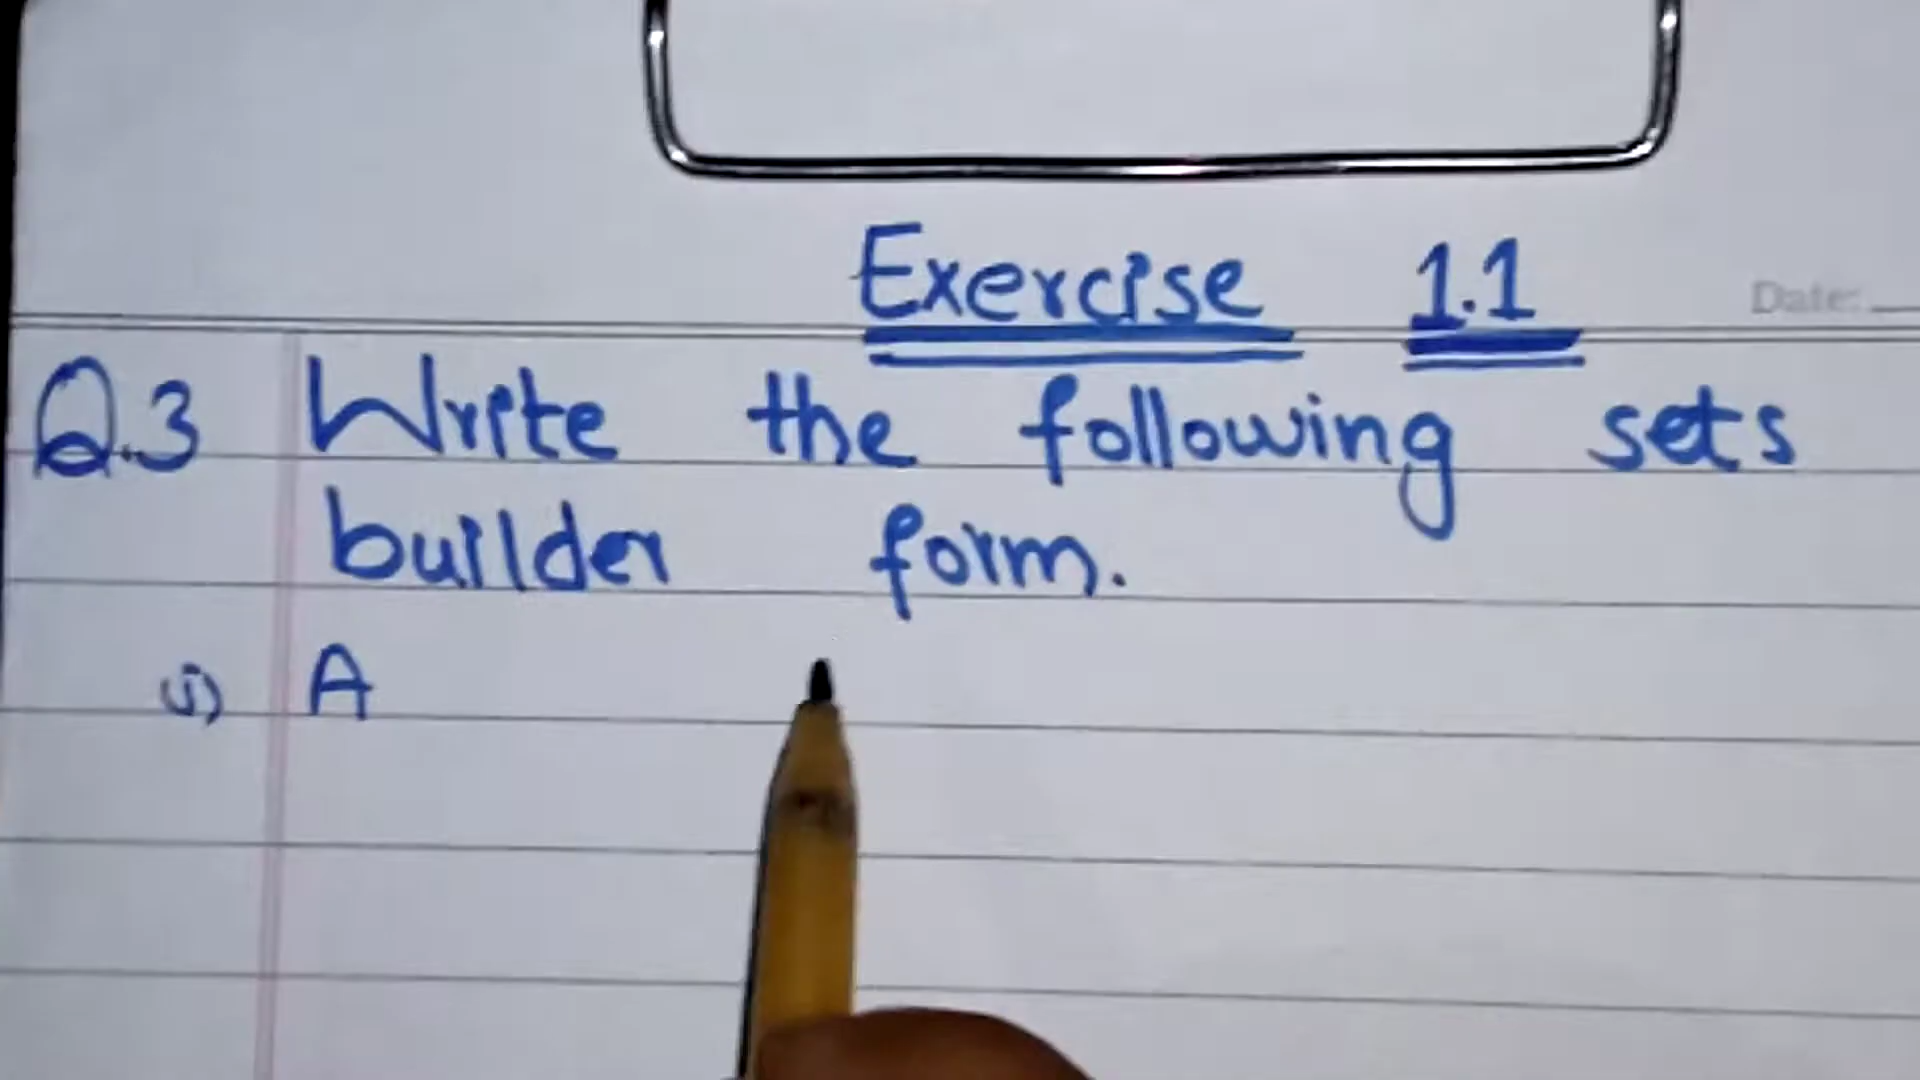 Exercise 1.1
Date:
Q.3 Write the following sets
builder form.
i) A